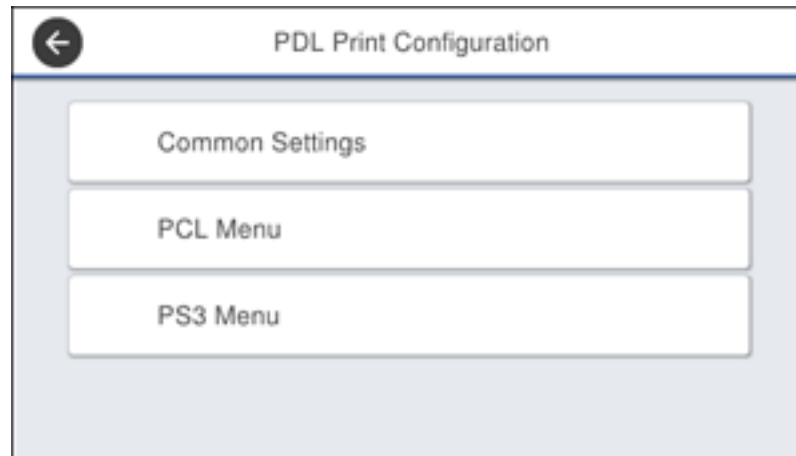 PDL Print Configuration
Common Settings
PCL Menu
PS3 Menu